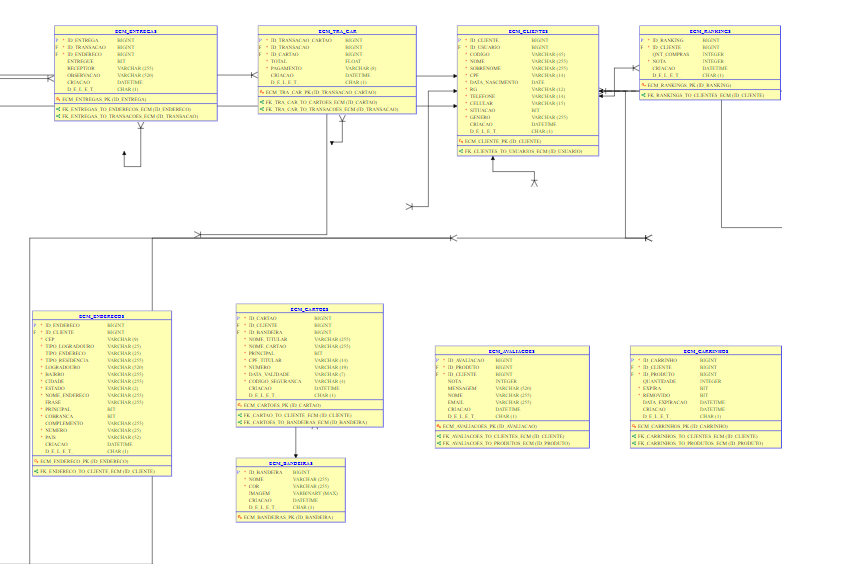 ECM_ENTREGAS
P * ID_ENTREGA BIGINT
F * ID_TRANSACAO BIGINT
F * ID_ENDERECO BIGINT
ENTREGUE BIT
RECEPTOR VARCHAR (255)
OBSERVACAO VARCHAR (520)
CRIACAO DATETIME
D_E_L_E_T CHAR (1)
ECM_ENTREGAS_PK (ID_ENTREGA)
FK_ENTREGAS_TO_ENDERECOS_ECM (ID_ENDERECO)
FK_ENTREGAS_TO_TRANSACOES_ECM (ID_TRANSACAO)
ECM_TRA_CAR
P * ID_TRANSACAO_CARTAO BIGINT
F * ID_TRANSACAO BIGINT
F * ID_CARTAO BIGINT
* TOTAL FLOAT
* PAGAMENTO VARCHAR (8)
CRIACAO DATETIME
D_E_L_E_T CHAR (1)
ECM_TRA_CAR_PK (ID_TRANSACAO_CARTAO)
FK_TRA_CAR_TO_CARTOES_ECM (ID_CARTAO)
FK_TRA_CAR_TO_TRANSACOES_ECM (ID_TRANSACAO)
ECM_CLIENTES
P * ID_CLIENTE BIGINT
F * ID_USUARIO BIGINT
* CODIGO VARCHAR (45)
* NOME VARCHAR (255)
* SOBRENOME VARCHAR (255)
* CPF VARCHAR (14)
* DATA_NASCIMENTO DATE
* RG VARCHAR (12)
* TELEFONE VARCHAR (14)
* CELULAR VARCHAR (15)
* SITUACAO BIT
* GENERO VARCHAR (255)
CRIACAO DATETIME
D_E_L_E_T CHAR (1)
ECM_CLIENTE_PK (ID_CLIENTE)
FK_CLIENTES_TO_USUARIOS_ECM (ID_USUARIO)
ECM_RANKINGS
P * ID_RANKING BIGINT
F * ID_CLIENTE BIGINT
QNT_COMPRAS INTEGER
* NOTA INTEGER
CRIACAO DATETIME
D_E_L_E_T CHAR (1)
ECM_RANKINGS_PK (ID_RANKING)
FK_RANKINGS_TO_CLIENTES_ECM (ID_CLIENTE)
ECM_ENDERECOS
P * ID_ENDERECO BIGINT
F * ID_CLIENTE BIGINT
* CEP VARCHAR (9)
* TIPO_LOGRADOURO VARCHAR (25)
* TIPO_ENDERECO VARCHAR (25)
* TIPO_RESIDENCIA VARCHAR (255)
* LOGRADOURO VARCHAR (520)
* BAIRRO VARCHAR (255)
* CIDADE VARCHAR (255)
* ESTADO VARCHAR (2)
* NOME_ENDERECO VARCHAR (255)
FRASE VARCHAR (255)
* PRINCIPAL BIT
* COBRANCA BIT
COMPLEMENTO VARCHAR (255)
* NUMERO VARCHAR (25)
* PAIS VARCHAR (52)
CRIACAO DATETIME
D_E_L_E_T CHAR (1)
ECM_ENDERECO_PK (ID_ENDERECO)
FK_ENDERECO_TO_CLIENTE_ECM (ID_CLIENTE)
ECM_CARTOES
P * ID_CARTAO BIGINT
F * ID_CLIENTE BIGINT
F * ID_BANDEIRA BIGINT
* NOME_TITULAR VARCHAR (255)
* NOME_CARTAO VARCHAR (255)
* PRINCIPAL BIT
* CPF_TITULAR VARCHAR (14)
* NUMERO VARCHAR (19)
* DATA_VALIDADE VARCHAR (7)
* CODIGO_SEGURANCA VARCHAR (4)
CRIACAO DATETIME
D_E_L_E_T CHAR (1)
ECM_CARTOES_PK (ID_CARTAO)
FK_CARTAO_TO_CLIENTE_ECM (ID_CLIENTE)
FK_CARTOES_TO_BANDEIRAS_ECM (ID_BANDEIRA)
ECM_BANDEIRAS
P * ID_BANDEIRA BIGINT
* NOME VARCHAR (255)
* COR VARCHAR (255)
IMAGEM VARBINARY (MAX)
CRIACAO DATETIME
D_E_L_E_T CHAR (1)
ECM_BANDEIRAS_PK (ID_BANDEIRA)
ECM_AVALIACOES
P * ID_AVALIACAO BIGINT
F * ID_PRODUTO BIGINT
F * ID_CLIENTE BIGINT
NOTA INTEGER
MENSAGEM VARCHAR (520)
NOME VARCHAR (255)
EMAIL VARCHAR (255)
CRIACAO DATETIME
D_E_L_E_T CHAR (1)
ECM_AVALIACOES_PK (ID_AVALIACAO)
FK_AVALIACOES_TO_CLIENTES_ECM (ID_CLIENTE)
FK_AVALIACOES_TO_PRODUTOS_ECM (ID_PRODUTO)
ECM_CARRINHOS
P * ID_CARRINHO BIGINT
F * ID_CLIENTE BIGINT
F * ID_PRODUTO BIGINT
QUANTIDADE INTEGER
* EXPIRA BIT
* REMOVIDO BIT
DATA_EXPIRACAO DATETIME
CRIACAO DATETIME
D_E_L_E_T CHAR (1)
ECM_CARRINHOS_PK (ID_CARRINHO)
FK_CARRINHOS_TO_CLIENTES_ECM (ID_CLIENTE)
FK_CARRINHOS_TO_PRODUTOS_ECM (ID_PRODUTO)